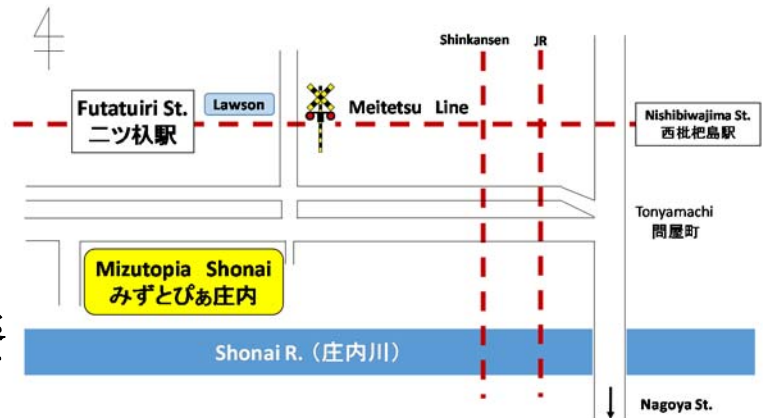 Shinkansen
JR
Futatuiri St.
二ツ杁駅
Lawson
Meitetsu Line
Nishibiwajima St.
西枇杷島駅
Tonyamachi
問屋町
Mizutopia Shonai
みずとぴぁ庄内
Shonai R.（庄内川）
Nagoya St.